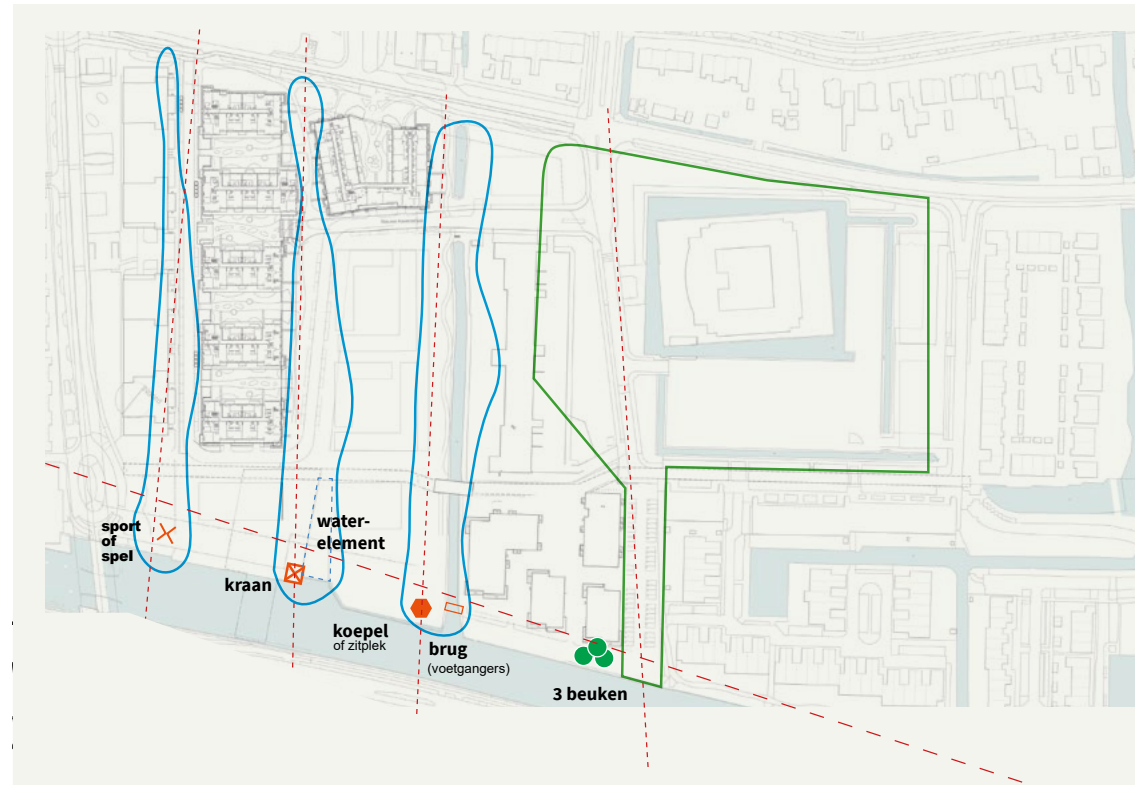 sport
of
spel
water-
element
kraan
koepel
of zitplek
brug
(voetgangers)
3 beuken